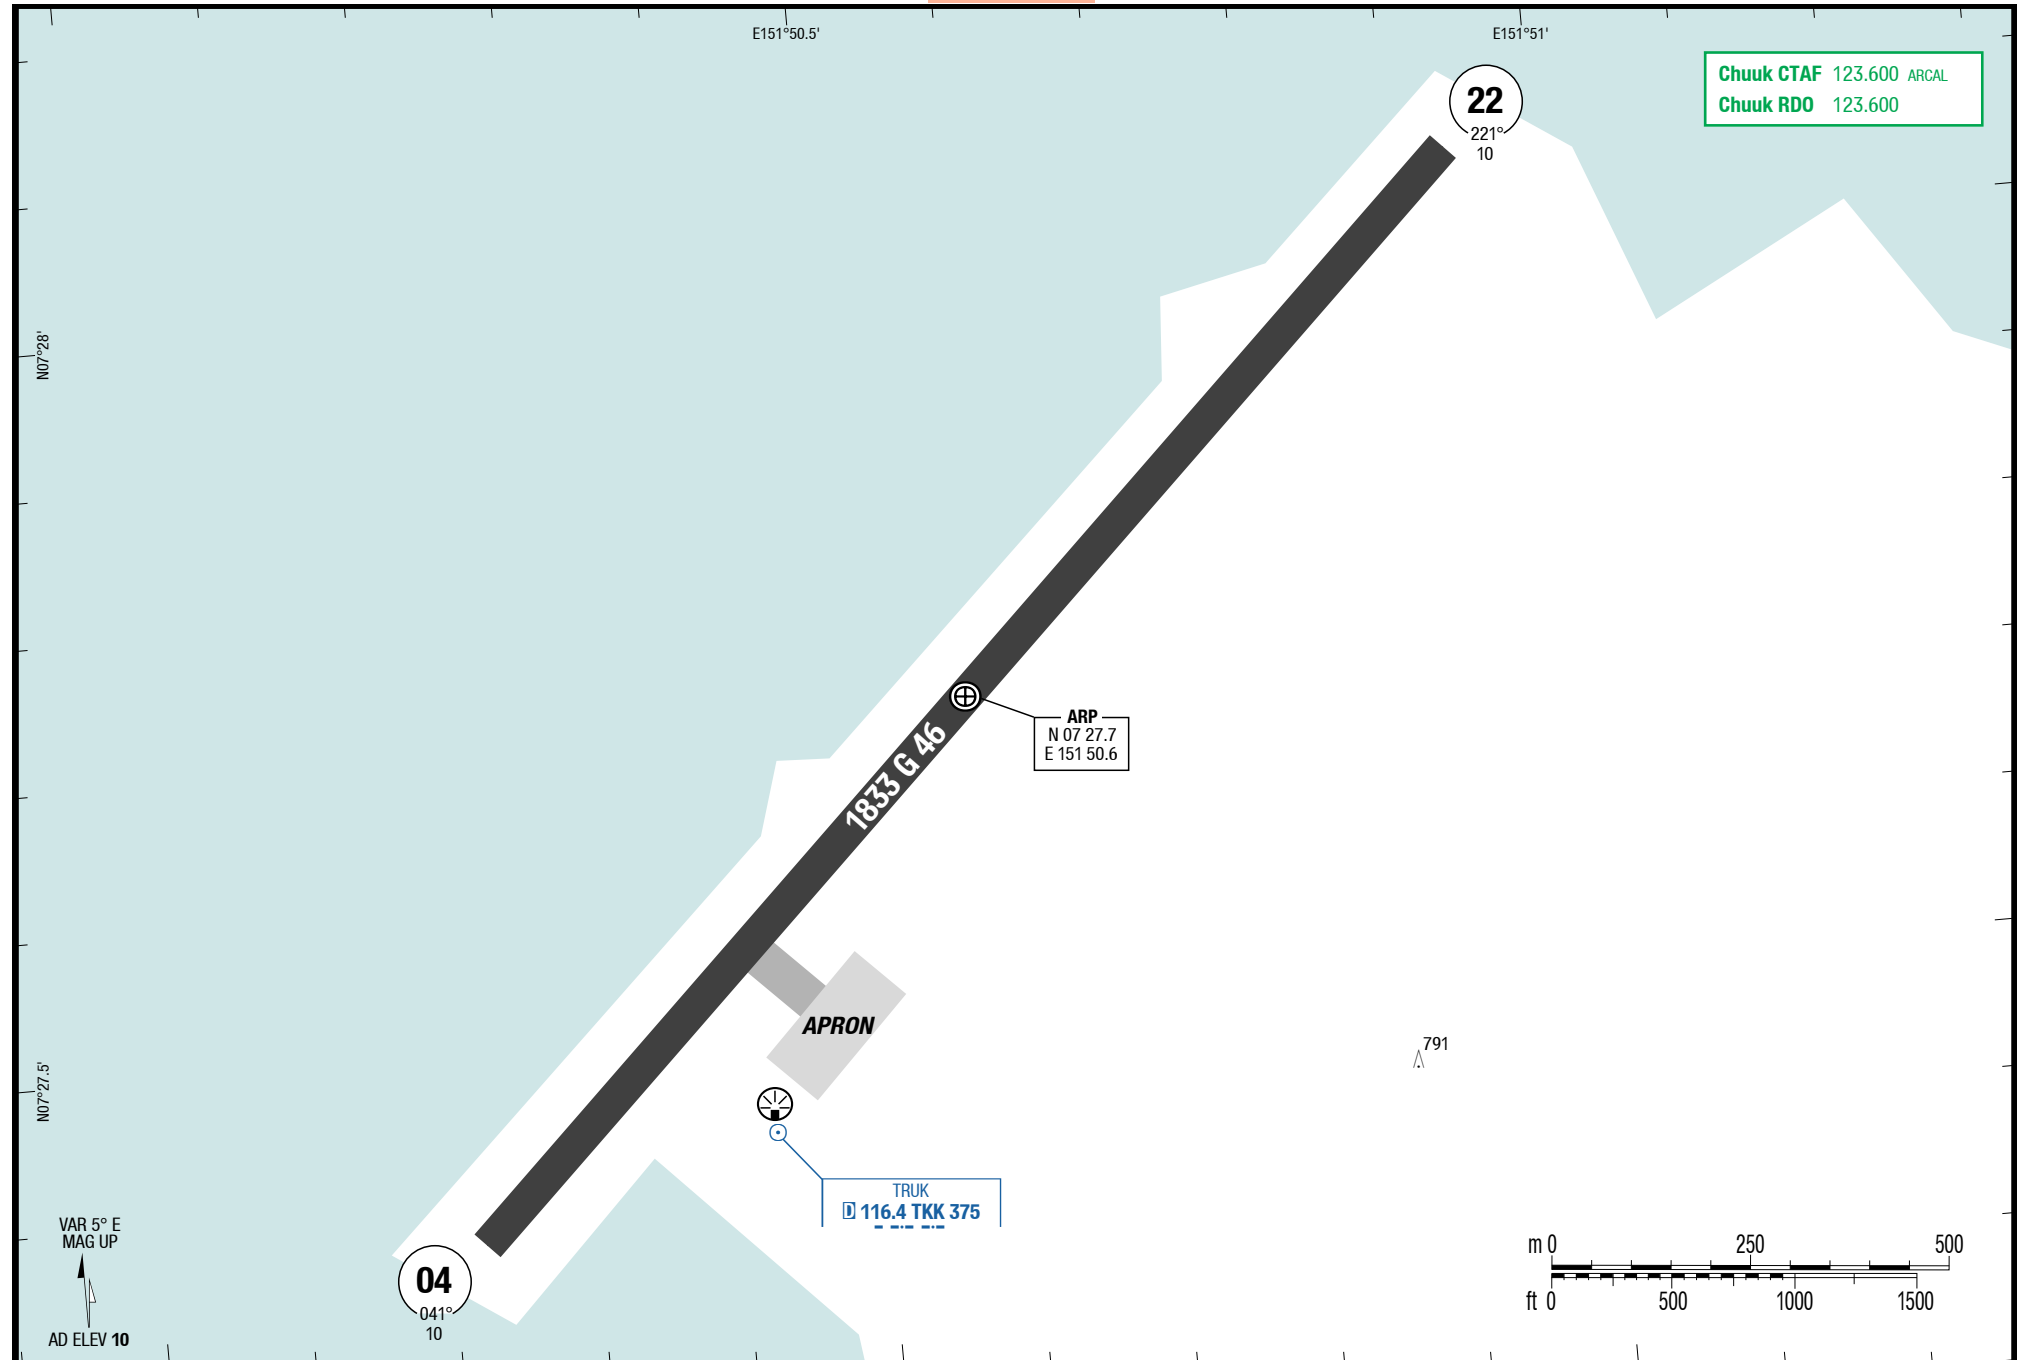 E151°50.5'
E151°51'
Chuuk CTAF 123.600 ARCAL
Chuuk RDO 123.600
22
221°
10
N07°28'
ARP
N 07 27.7
E 151 50.6
1833 G 46
APRON
791
N07°27.5'
TRUK
D 116.4 TKK 375
VAR 5° E
MAG UP
AD ELEV 10
04
041°
10
m 0 250 500
ft 0 500 1000 1500